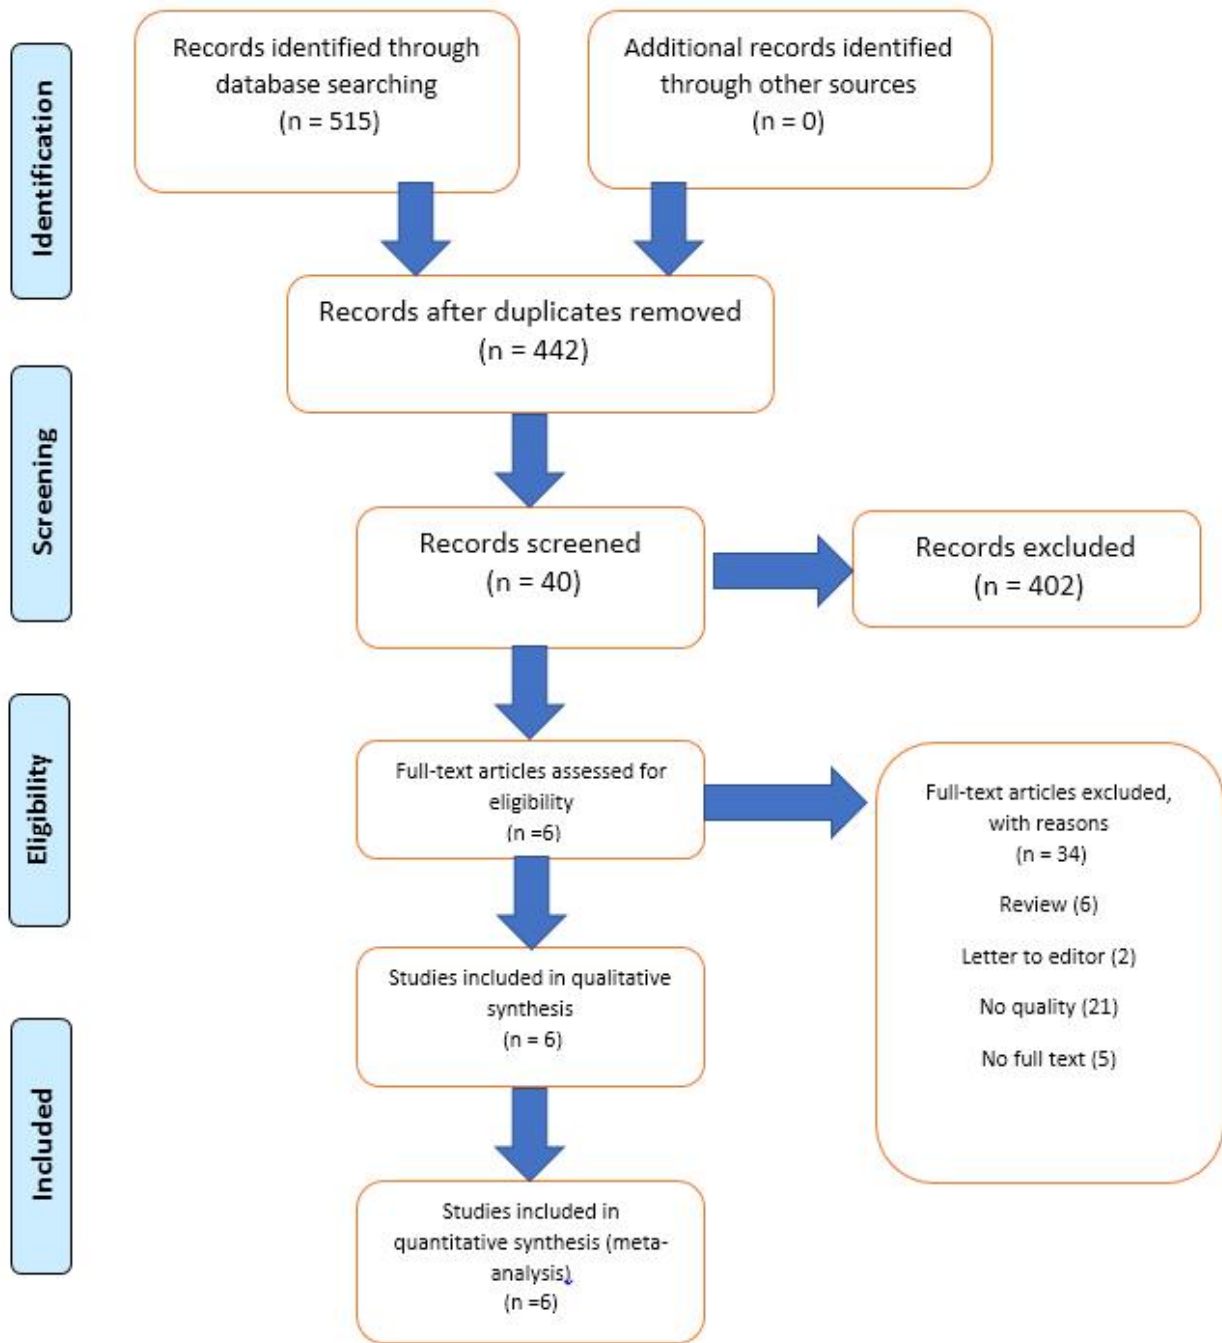 Identification
Records identified through
database searching
(n = 515)
Additional records identified
through other sources
(n = 0)
Records after duplicates removed
(n = 442)
Screening
Records screened
(n = 40)
Records excluded
(n = 402)
Eligibility
Full-text articles assessed for
eligibility
(n =6)
Full-text articles excluded,
with reasons
(n = 34)
Review (6)
Letter to editor (2)
No quality (21)
No full text (5)
Included
Studies included in qualitative
synthesis
(n = 6)
Studies included in
quantitative synthesis (meta-
analysis)
(n =6)